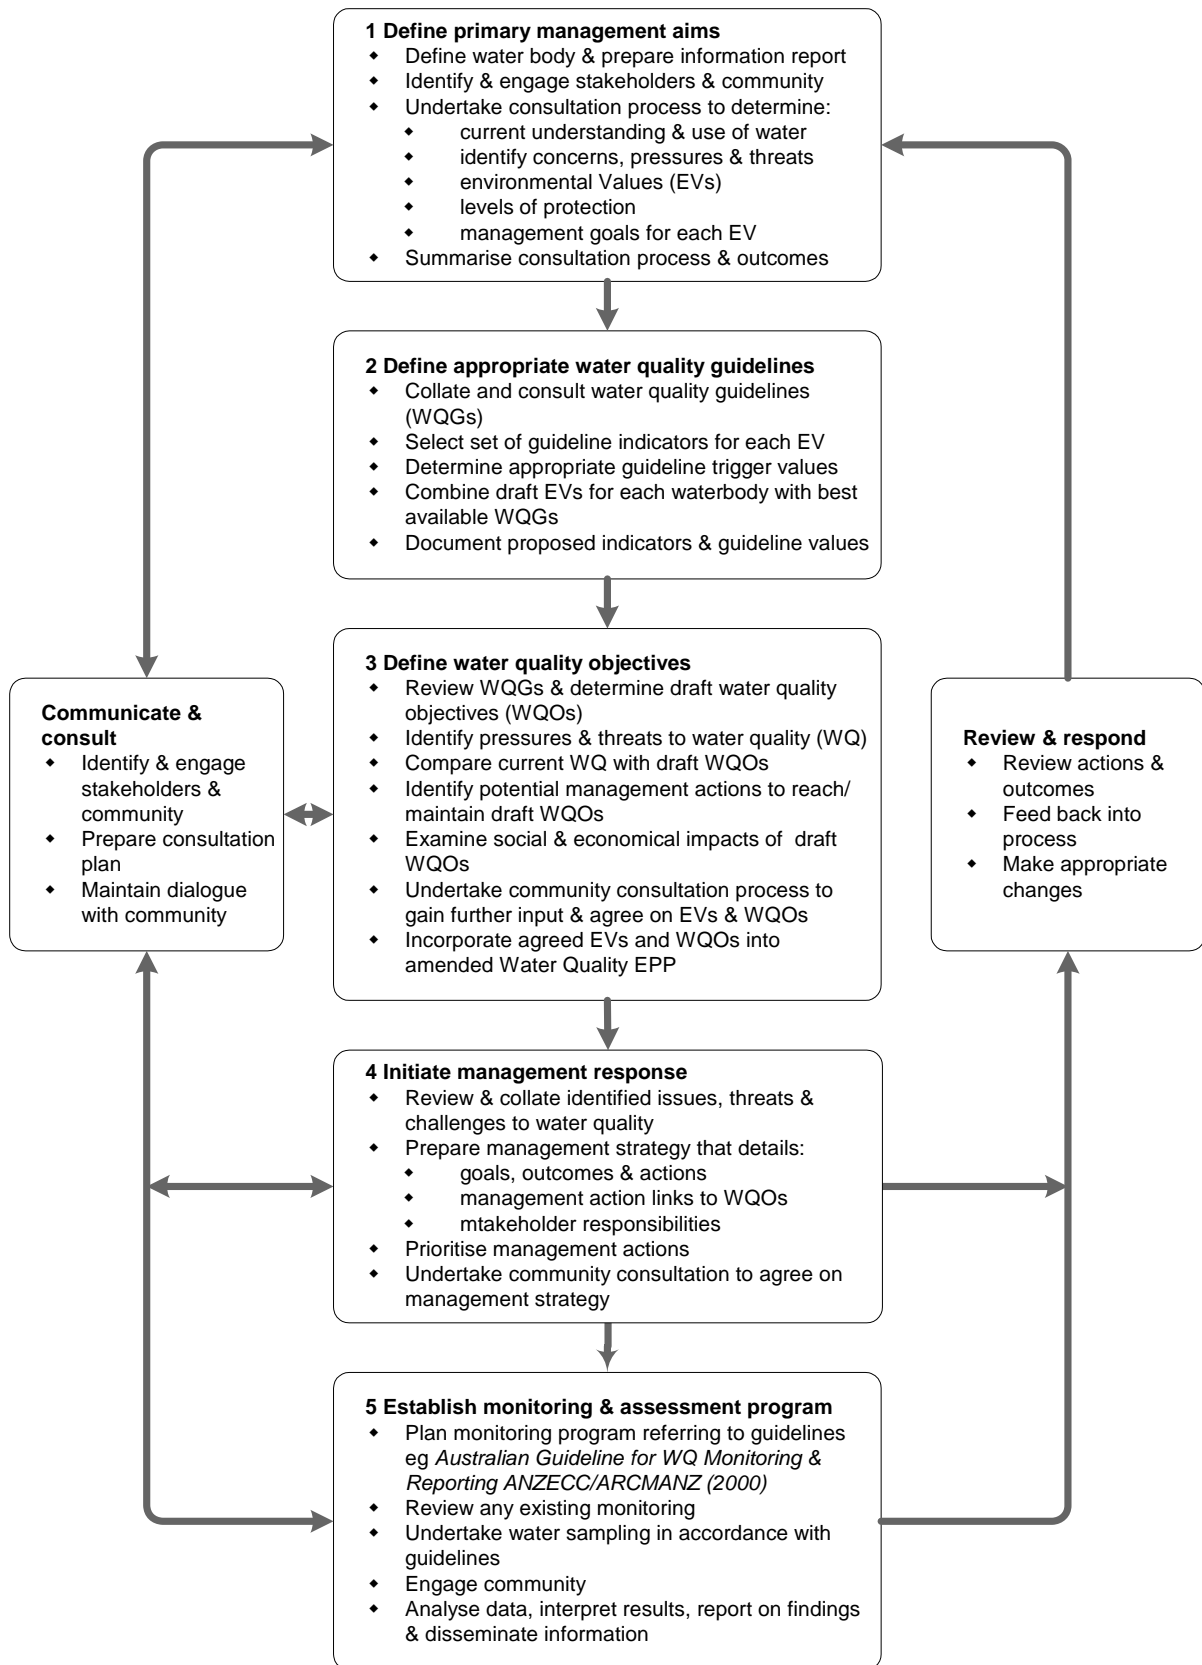 1 Define primary management aims
Define water body & prepare information report
Identify & engage stakeholders & community
Undertake consultation process to determine:
current understanding & use of water
identify concerns, pressures & threats
environmental Values (EVs)
levels of protection
management goals for each EV
Summarise consultation process & outcomes
2 Define appropriate water quality guidelines
Collate and consult water quality guidelines
(WQGs)
Select set of guideline indicators for each EV
Determine appropriate guideline trigger values
Combine draft EVs for each waterbody with best
available WQGs
Document proposed indicators & guideline values
3 Define water quality objectives
Review WQGs & determine draft water quality
objectives (WQOs)
Identify pressures & threats to water quality (WQ)
Compare current WQ with draft WQOs
Identify potential management actions to reach/
maintain draft WQOs
Examine social & economical impacts of draft
WQOs
Undertake community consultation process to
gain further input & agree on EVs & WQOs
Incorporate agreed EVs and WQOs into
amended Water Quality EPP
Communicate &
consult
Identify & engage
stakeholders &
community
Prepare consultation
plan
Maintain dialogue
with community
Review & respond
Review actions &
outcomes
Feed back into
process
Make appropriate
changes
4 Initiate management response
Review & collate identified issues, threats &
challenges to water quality
Prepare management strategy that details:
goals, outcomes & actions
management action links to WQOs
mtakeholder responsibilities
Prioritise management actions
Undertake community consultation to agree on
management strategy
5 Establish monitoring & assessment program
Plan monitoring program referring to guidelines
eg Australian Guideline for WQ Monitoring &
Reporting ANZECC/ARCMANZ (2000)
Review any existing monitoring
Undertake water sampling in accordance with
guidelines
Engage community
Analyse data, interpret results, report on findings
& disseminate information